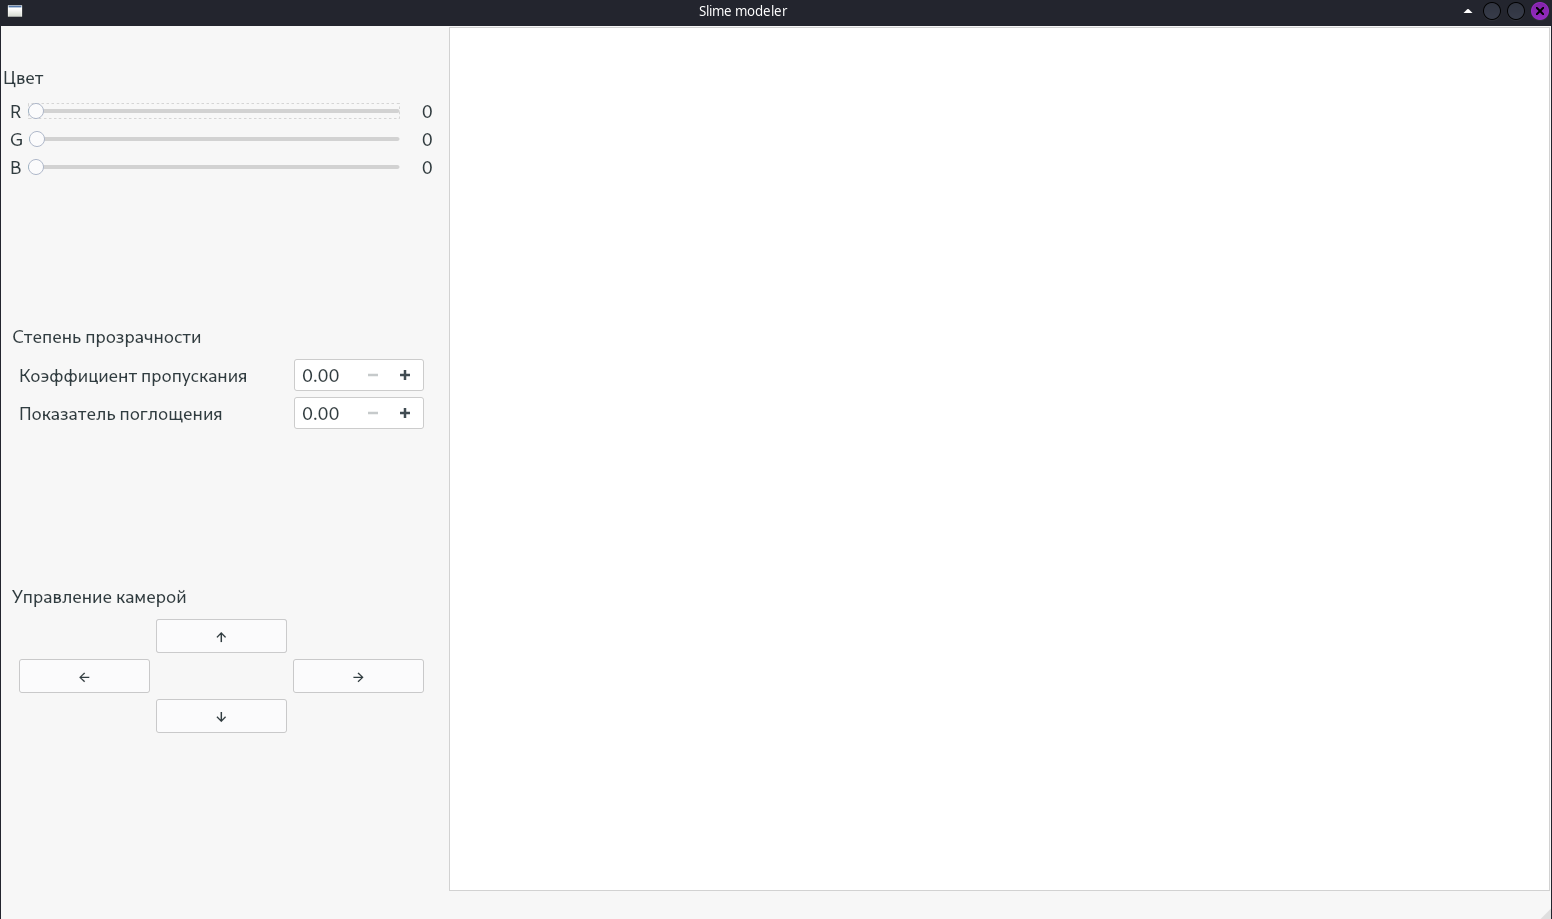 Slime modeler
Цвет
R 0
G 0
B 0
Степень прозрачности
Коэффициент пропускания 0.00 − +
Показатель поглощения 0.00 − +
Управление камерой
↑
← →
↓